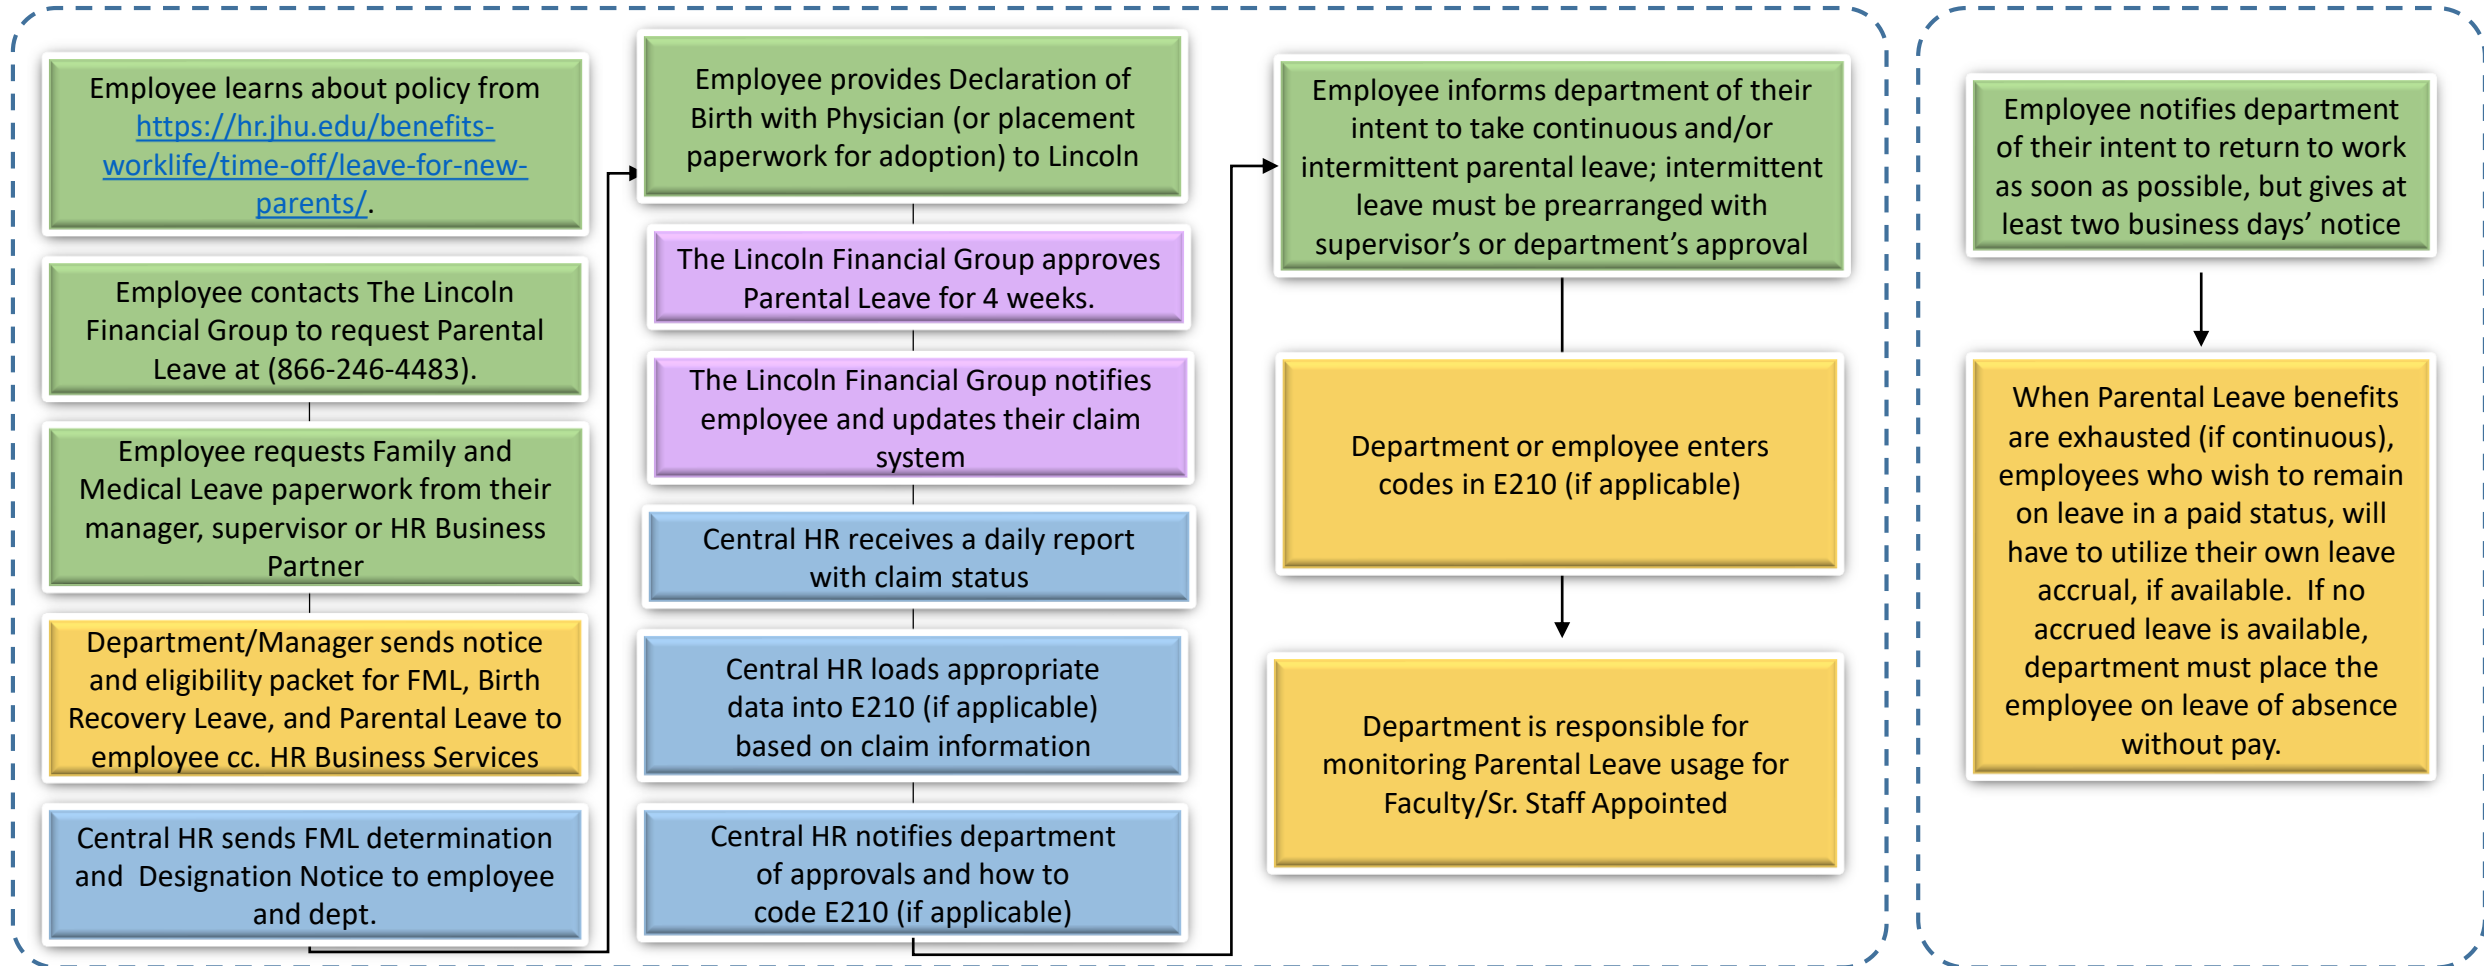 Employee learns about policy from
https://hr.jhu.edu/benefits-
worklife/time-off/leave-for-new-
parents/.
Employee contacts The Lincoln
Financial Group to request Parental
Leave at (866-246-4483).
Employee requests Family and
Medical Leave paperwork from their
manager, supervisor or HR Business
Partner
Department/Manager sends notice
and eligibility packet for FML, Birth
Recovery Leave, and Parental Leave to
employee cc. HR Business Services
Central HR sends FML determination
and Designation Notice to employee
and dept.
Employee provides Declaration of
Birth with Physician (or placement
paperwork for adoption) to Lincoln
The Lincoln Financial Group approves
Parental Leave for 4 weeks.
The Lincoln Financial Group notifies
employee and updates their claim
system
Central HR receives a daily report
with claim status
Central HR loads appropriate
data into E210 (if applicable)
based on claim information
Central HR notifies department
of approvals and how to
code E210 (if applicable)
Employee informs department of their
intent to take continuous and/or
intermittent parental leave; intermittent
leave must be prearranged with
supervisor’s or department’s approval
Department or employee enters
codes in E210 (if applicable)
Department is responsible for
monitoring Parental Leave usage for
Faculty/Sr. Staff Appointed
Employee notifies department
of their intent to return to work
as soon as possible, but gives at
least two business days’ notice
When Parental Leave benefits
are exhausted (if continuous),
employees who wish to remain
on leave in a paid status, will
have to utilize their own leave
accrual, if available. If no
accrued leave is available,
department must place the
employee on leave of absence
without pay.